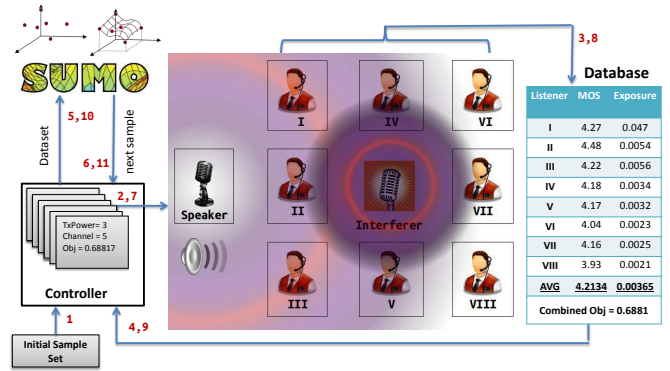 SUMO
5,10
Dataset
6,11
next sample
2,7
TxPower= 3
Channel = 5
Obj = 0.68817
Controller
1
4,9
Initial Sample
Set
Speaker
I
IV
VI
II
Interferer
VII
III
V
VIII
3,8
Database
Listener MOS Exposure
I 4.27 0.047
II 4.48 0.0054
III 4.22 0.0056
IV 4.18 0.0034
V 4.17 0.0032
VI 4.04 0.0023
VII 4.16 0.0025
VIII 3.93 0.0021
AVG 4.2134 0.00365
Combined Obj = 0.6881